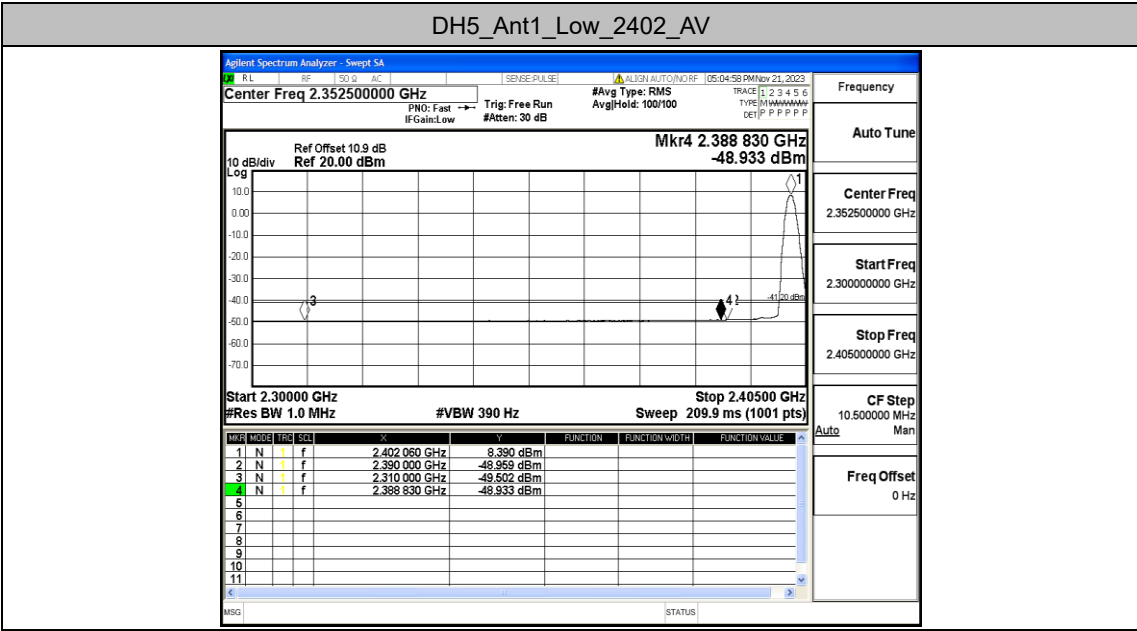 DH5_Ant1_Low_2402_AV
Agilent Spectrum Analyzer - Swept SA
RL RF 50 Ω AC SENSE:PULSE ALIGN AUTO/NO RF 05:04:58 PM Nov 21, 2023
Center Freq 2.352500000 GHz
PNO: Fast
IFGain:Low
Trig: Free Run
#Atten: 30 dB
#Avg Type: RMS
Avg|Hold: 100/100
TRACE 1 2 3 4 5 6
TYPE M
DET P P P P P P
Ref Offset 10.9 dB
Ref 20.00 dBm
10 dB/div
Log
Mkr4 2.388 830 GHz
-48.933 dBm
10.0
0.00
-10.0
-20.0
-30.0
-40.0
-50.0
-60.0
-70.0
1
3
4
2
-41.20 dBm
Start 2.30000 GHz Stop 2.40500 GHz
#Res BW 1.0 MHz #VBW 390 Hz Sweep 209.9 ms (1001 pts)
MKR MODE TRC SCL X Y FUNCTION FUNCTION WIDTH FUNCTION VALUE
1 N 1 f 2.402 060 GHz 8.390 dBm
2 N 1 f 2.390 000 GHz -48.959 dBm
3 N 1 f 2.310 000 GHz -49.502 dBm
4 N 1 f 2.388 830 GHz -48.933 dBm
5
6
7
8
9
10
11
MSG STATUS
Frequency
Auto Tune
Center Freq
2.352500000 GHz
Start Freq
2.300000000 GHz
Stop Freq
2.405000000 GHz
CF Step
10.500000 MHz
Auto Man
Freq Offset
0 Hz